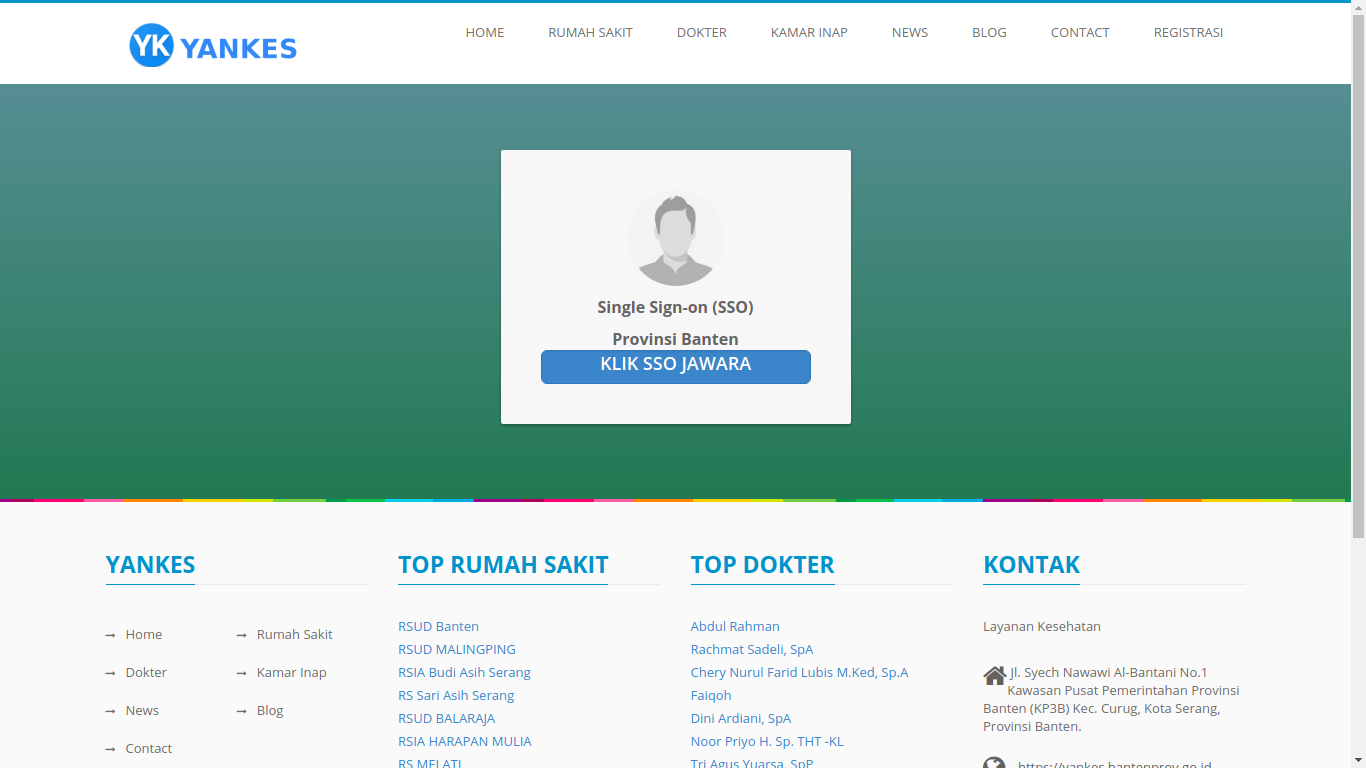 YK YANKES
HOME RUMAH SAKIT DOKTER KAMAR INAP NEWS BLOG CONTACT REGISTRASI
Single Sign-on (SSO)
Provinsi Banten
KLIK SSO JAWARA
YANKES
Home
Rumah Sakit
Dokter
Kamar Inap
News
Blog
Contact
TOP RUMAH SAKIT
RSUD Banten
RSUD MALINGPING
RSIA Budi Asih Serang
RS Sari Asih Serang
RSUD BALARAJA
RSIA HARAPAN MULIA
RS MELATI
TOP DOKTER
Abdul Rahman
Rachmat Sadeli, SpA
Chery Nurul Farid Lubis M.Ked, Sp.A
Faiqoh
Dini Ardiani, SpA
Noor Priyo H. Sp. THT -KL
Tri Agus Yuarsa, SpP
KONTAK
Layanan Kesehatan
Jl. Syech Nawawi Al-Bantani No.1
Kawasan Pusat Pemerintahan Provinsi
Banten (KP3B) Kec. Curug, Kota Serang,
Provinsi Banten.
https://yankes.bantenprov.go.id